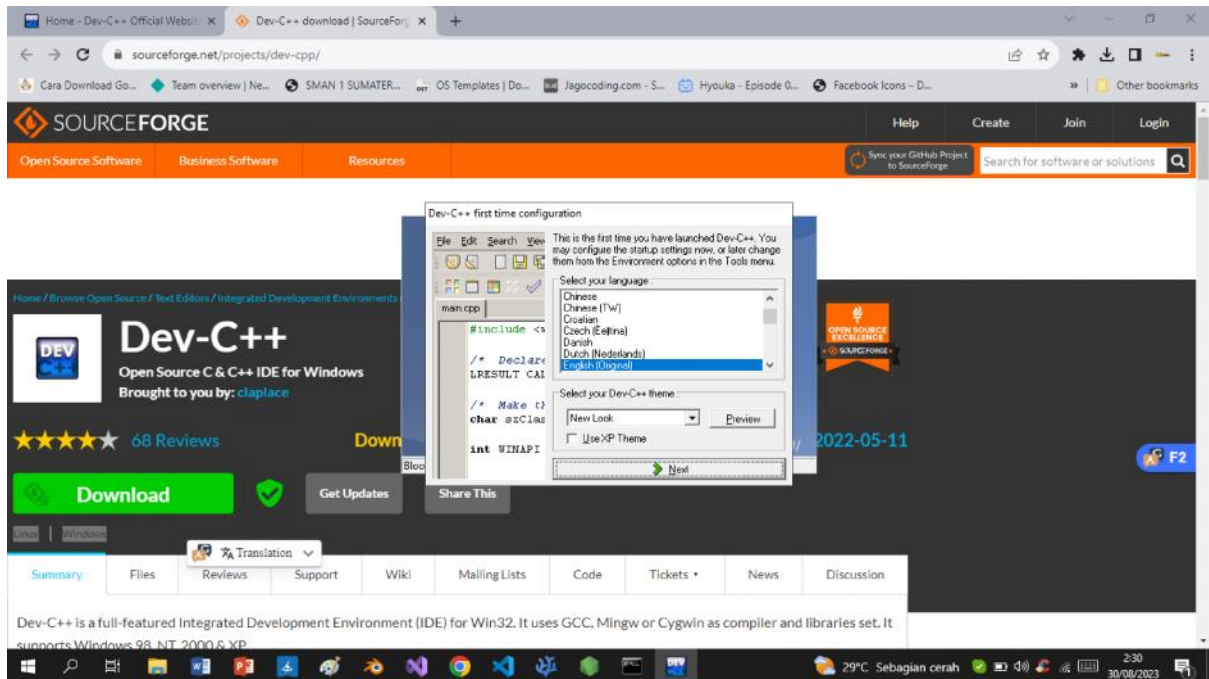 Home - Dev-C++ Official Websit
Dev-C++ download | SourceForg
sourceforge.net/projects/dev-cpp/
Cara Download Go...
Team overview | Ne...
SMAN 1 SUMATER...
OS Templates | Do...
Jagocoding.com - S...
Hyouka - Episode 0...
Facebook Icons – D...
»
Other bookmarks
SOURCEFORGE
Help Create Join Login
Open Source Software Business Software Resources
Sync your GitHub Project
to SourceForge
Search for software or solutions
Dev-C++ first time configuration
File Edit Search View
main.cpp
#include <w
/* Declare
LRESULT CAL
/* Make th
char szClas
int WINAPI
This is the first time you have launched Dev-C++. You
may configure the startup settings now, or later change
them from the Environment options in the Tools menu.
Select your language :
Chinese
Chinese (TW)
Croatian
Danish
Dutch (Nederlands)
English (Original)
Select your Dev-C++ theme :
New Look
Preview
Use XP Theme
Next
Bloo
Home / Browse Open Source / Text Editors / Integrated Development Environments
DEV
C++
Dev-C++
Open Source C & C++ IDE for Windows
Brought to you by: claplace
OPEN SOURCE
EXCELLENCE
SOURCEFORGE
68 Reviews
Down
2022-05-11
F2
Download
Get Updates
Share This
Linux | Windows
Translation
Summary Files Reviews Support Wiki Mailing Lists Code Tickets News Discussion
Dev-C++ is a full-featured Integrated Development Environment (IDE) for Win32. It uses GCC, Mingw or Cygwin as compiler and libraries set. It
supports Windows 98, NT, 2000 & XP.
29°C Sebagian cerah
2:30
30/08/2023